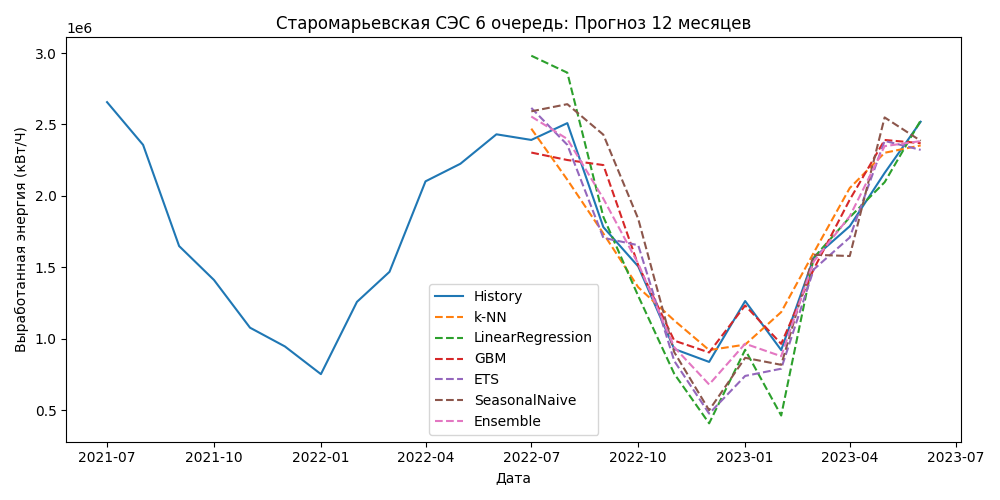 Старомарьевская СЭС 6 очередь: Прогноз 12 месяцев
1e6
3.0
2.5
2.0
1.5
1.0
0.5
Выработанная энергия (кВт/Ч)
History
k-NN
LinearRegression
GBM
ETS
SeasonalNaive
Ensemble
2021-07 2021-10 2022-01 2022-04 2022-07 2022-10 2023-01 2023-04 2023-07
Дата